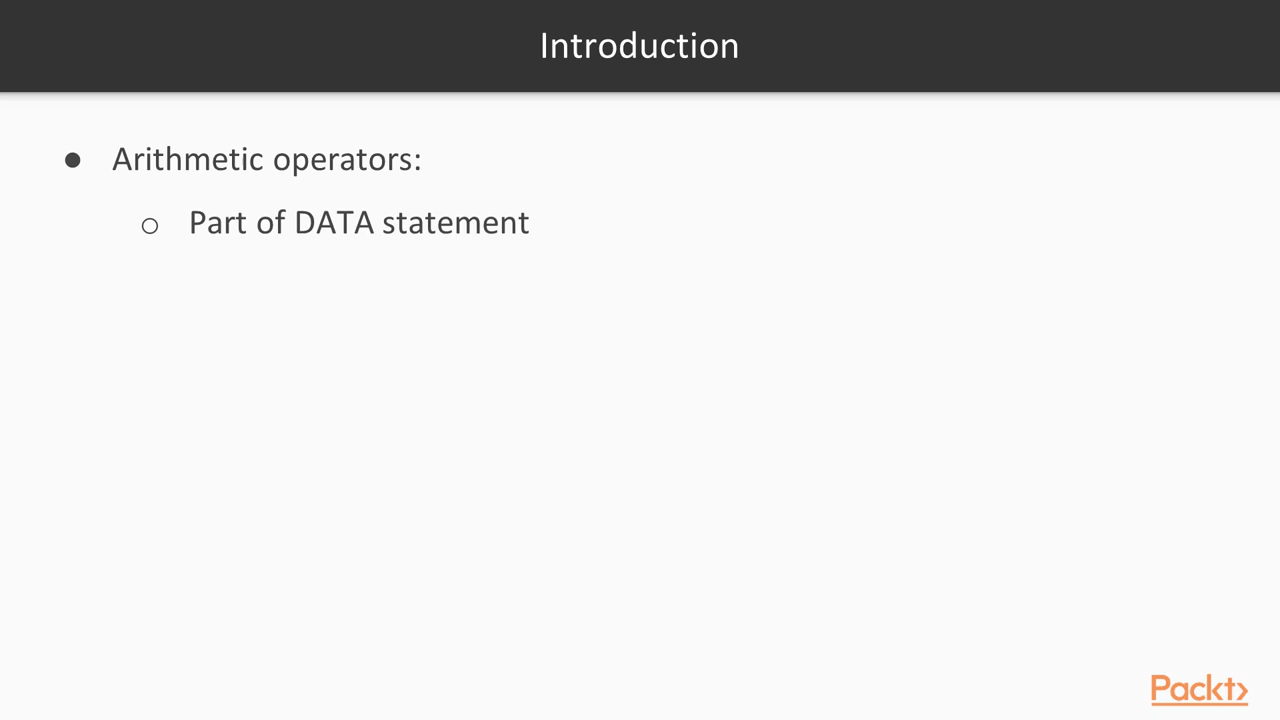 Introduction
● Arithmetic operators:
○ Part of DATA statement
Packt>